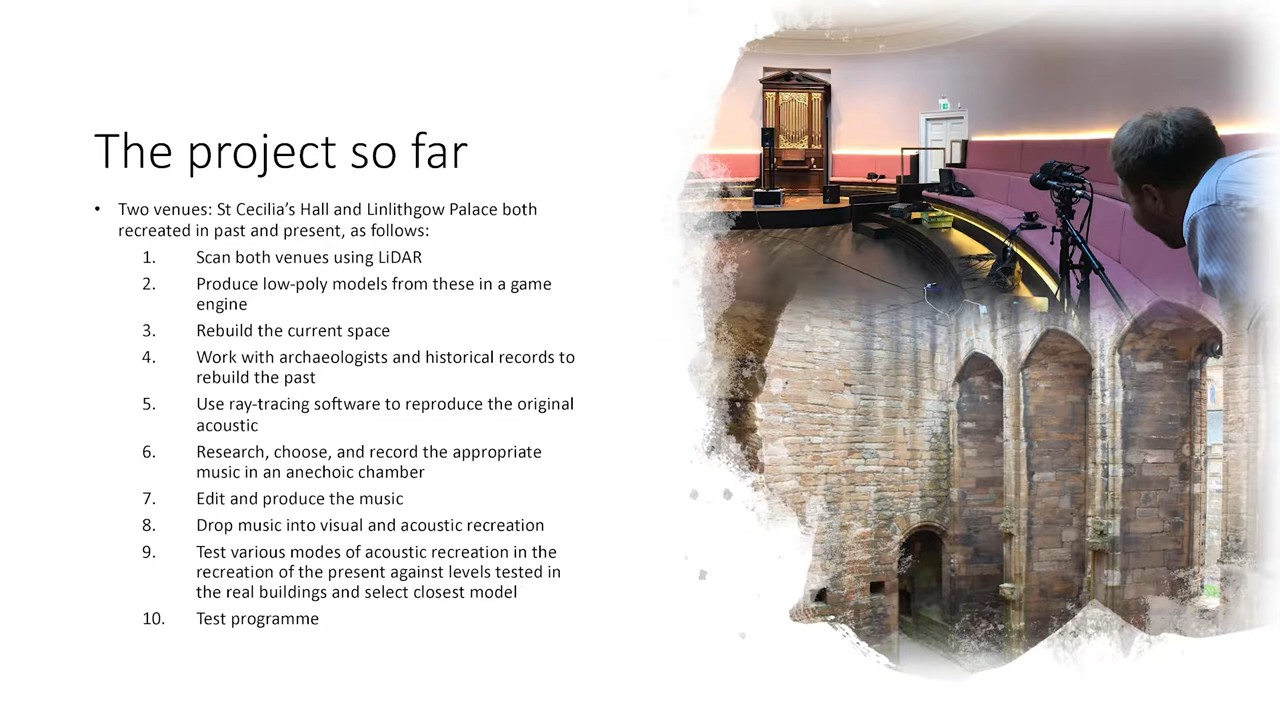 The project so far
• Two venues: St Cecilia’s Hall and Linlithgow Palace both
recreated in past and present, as follows:
1. Scan both venues using LiDAR
2. Produce low-poly models from these in a game
engine
3. Rebuild the current space
4. Work with archaeologists and historical records to
rebuild the past
5. Use ray-tracing software to reproduce the original
acoustic
6. Research, choose, and record the appropriate
music in an anechoic chamber
7. Edit and produce the music
8. Drop music into visual and acoustic recreation
9. Test various modes of acoustic recreation in the
recreation of the present against levels tested in
the real buildings and select closest model
10. Test programme